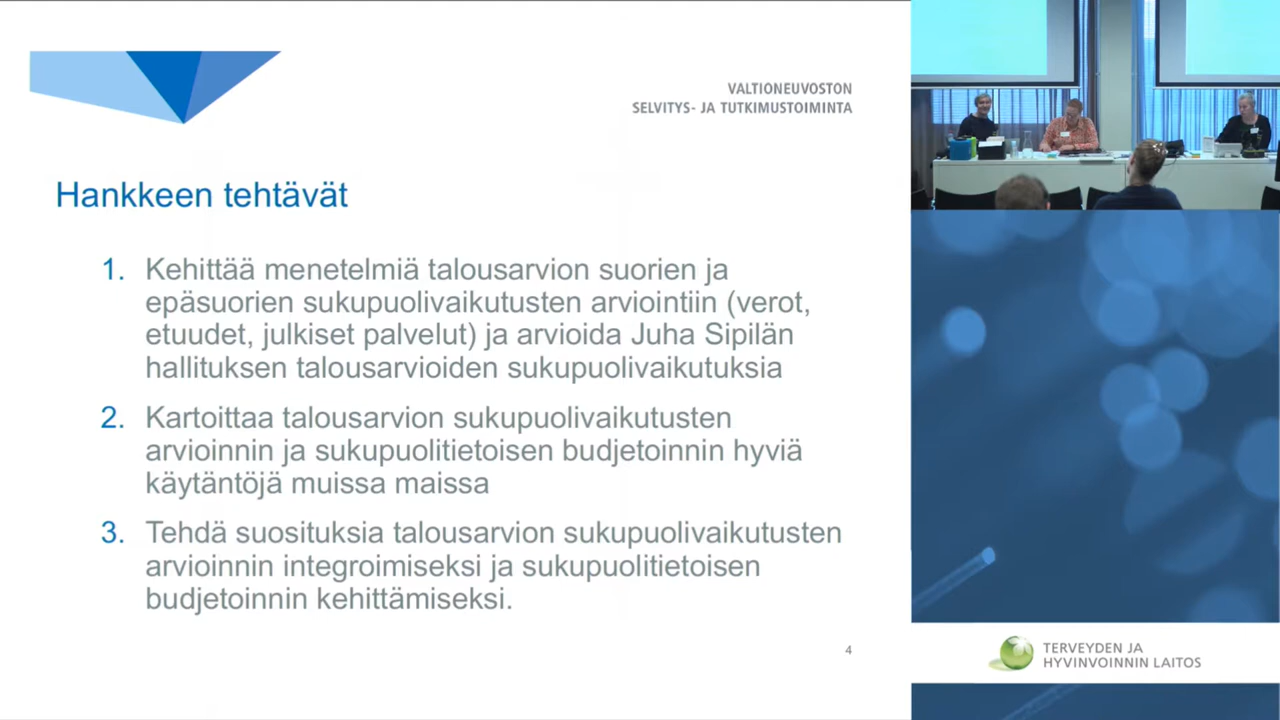 VALTIONEUVOSTON
SELVITYS- JA TUTKIMUSTOIMINTA
Hankkeen tehtävät
1. Kehittää menetelmiä talousarvion suorien ja
epäsuorien sukupuolivaikutusten arviointiin (verot,
etuudet, julkiset palvelut) ja arvioida Juha Sipilän
hallituksen talousarvioiden sukupuolivaikutuksia
2. Kartoittaa talousarvion sukupuolivaikutusten
arvioinnin ja sukupuolitietoisen budjetoinnin hyviä
käytäntöjä muissa maissa
3. Tehdä suosituksia talousarvion sukupuolivaikutusten
arvioinnin integroimiseksi ja sukupuolitietoisen
budjetoinnin kehittämiseksi.
4
TERVEYDEN JA
HYVINVOINNIN LAITOS